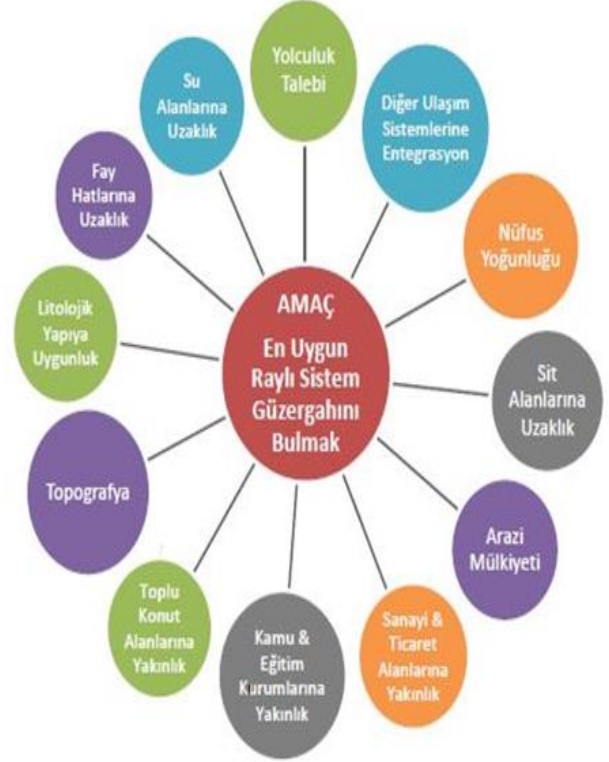 Yolculuk
Talebi
Diğer Ulaşım
Sistemlerine
Entegrasyon
Nüfus
Yoğunluğu
Sit
Alanlarına
Uzaklık
Arazi
Mülkiyeti
Sanayi &
Ticaret
Alanlarına
Yakınlık
Kamu &
Eğitim
Kurumlarına
Yakınlık
Toplu
Konut
Alanlarına
Yakınlık
Topografya
Litolojik
Yapıya
Uygunluk
Fay
Hatlarına
Uzaklık
Su
Alanlarına
Uzaklık
AMAÇ
En Uygun
Raylı Sistem
Güzergahını
Bulmak